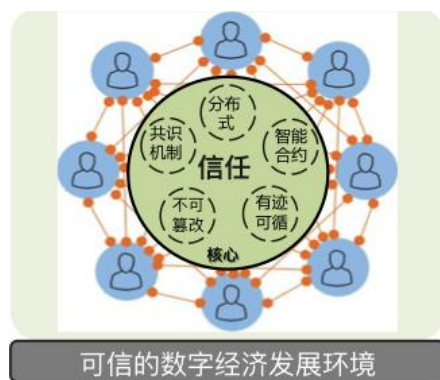 分布
式
共识
机制
智能
合约
信任
不可
篡改
有迹
可循
核心
可信的数字经济发展环境